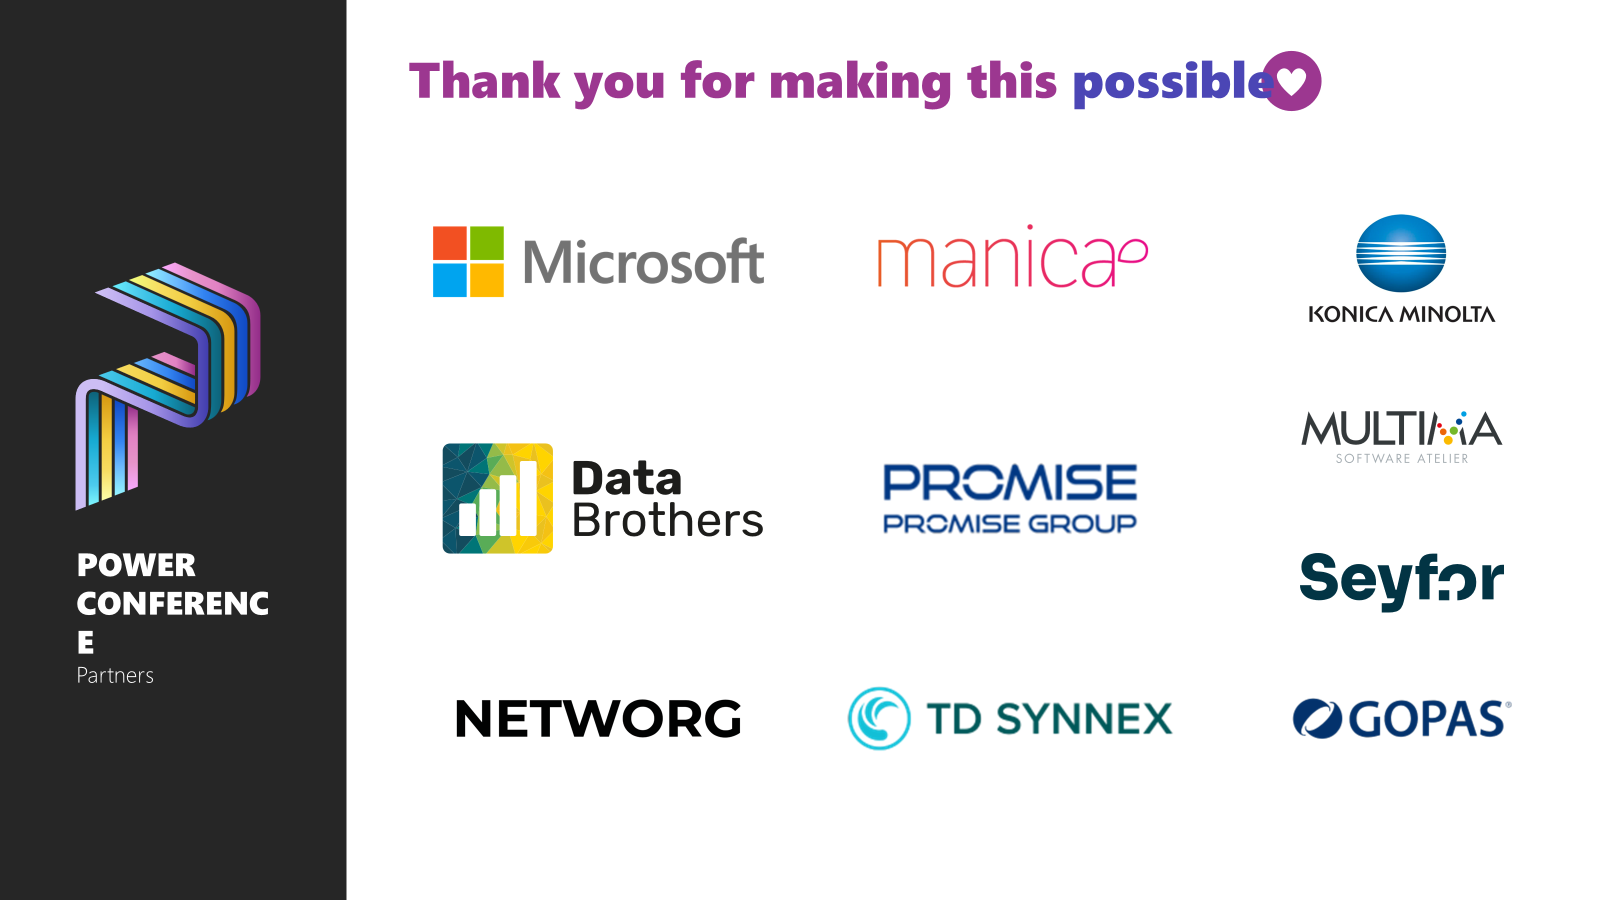 Thank you for making this possible
Microsoft
manica
KONICA MINOLTA
MULTIMA
SOFTWARE ATELIER
Data
Brothers
PROMISE
PROMISE GROUP
Seyfor
NETWORG
TD SYNNEX
GOPAS®
POWER
CONFERENC
E
Partners